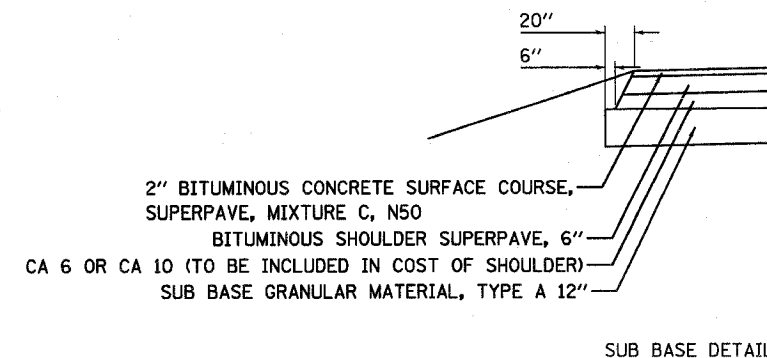 20"
6"
2" BITUMINOUS CONCRETE SURFACE COURSE,
SUPERPAVE, MIXTURE C, N50
BITUMINOUS SHOULDER SUPERPAVE, 6"
CA 6 OR CA 10 (TO BE INCLUDED IN COST OF SHOULDER)
SUB BASE GRANULAR MATERIAL, TYPE A 12"
SUB BASE DETAIL